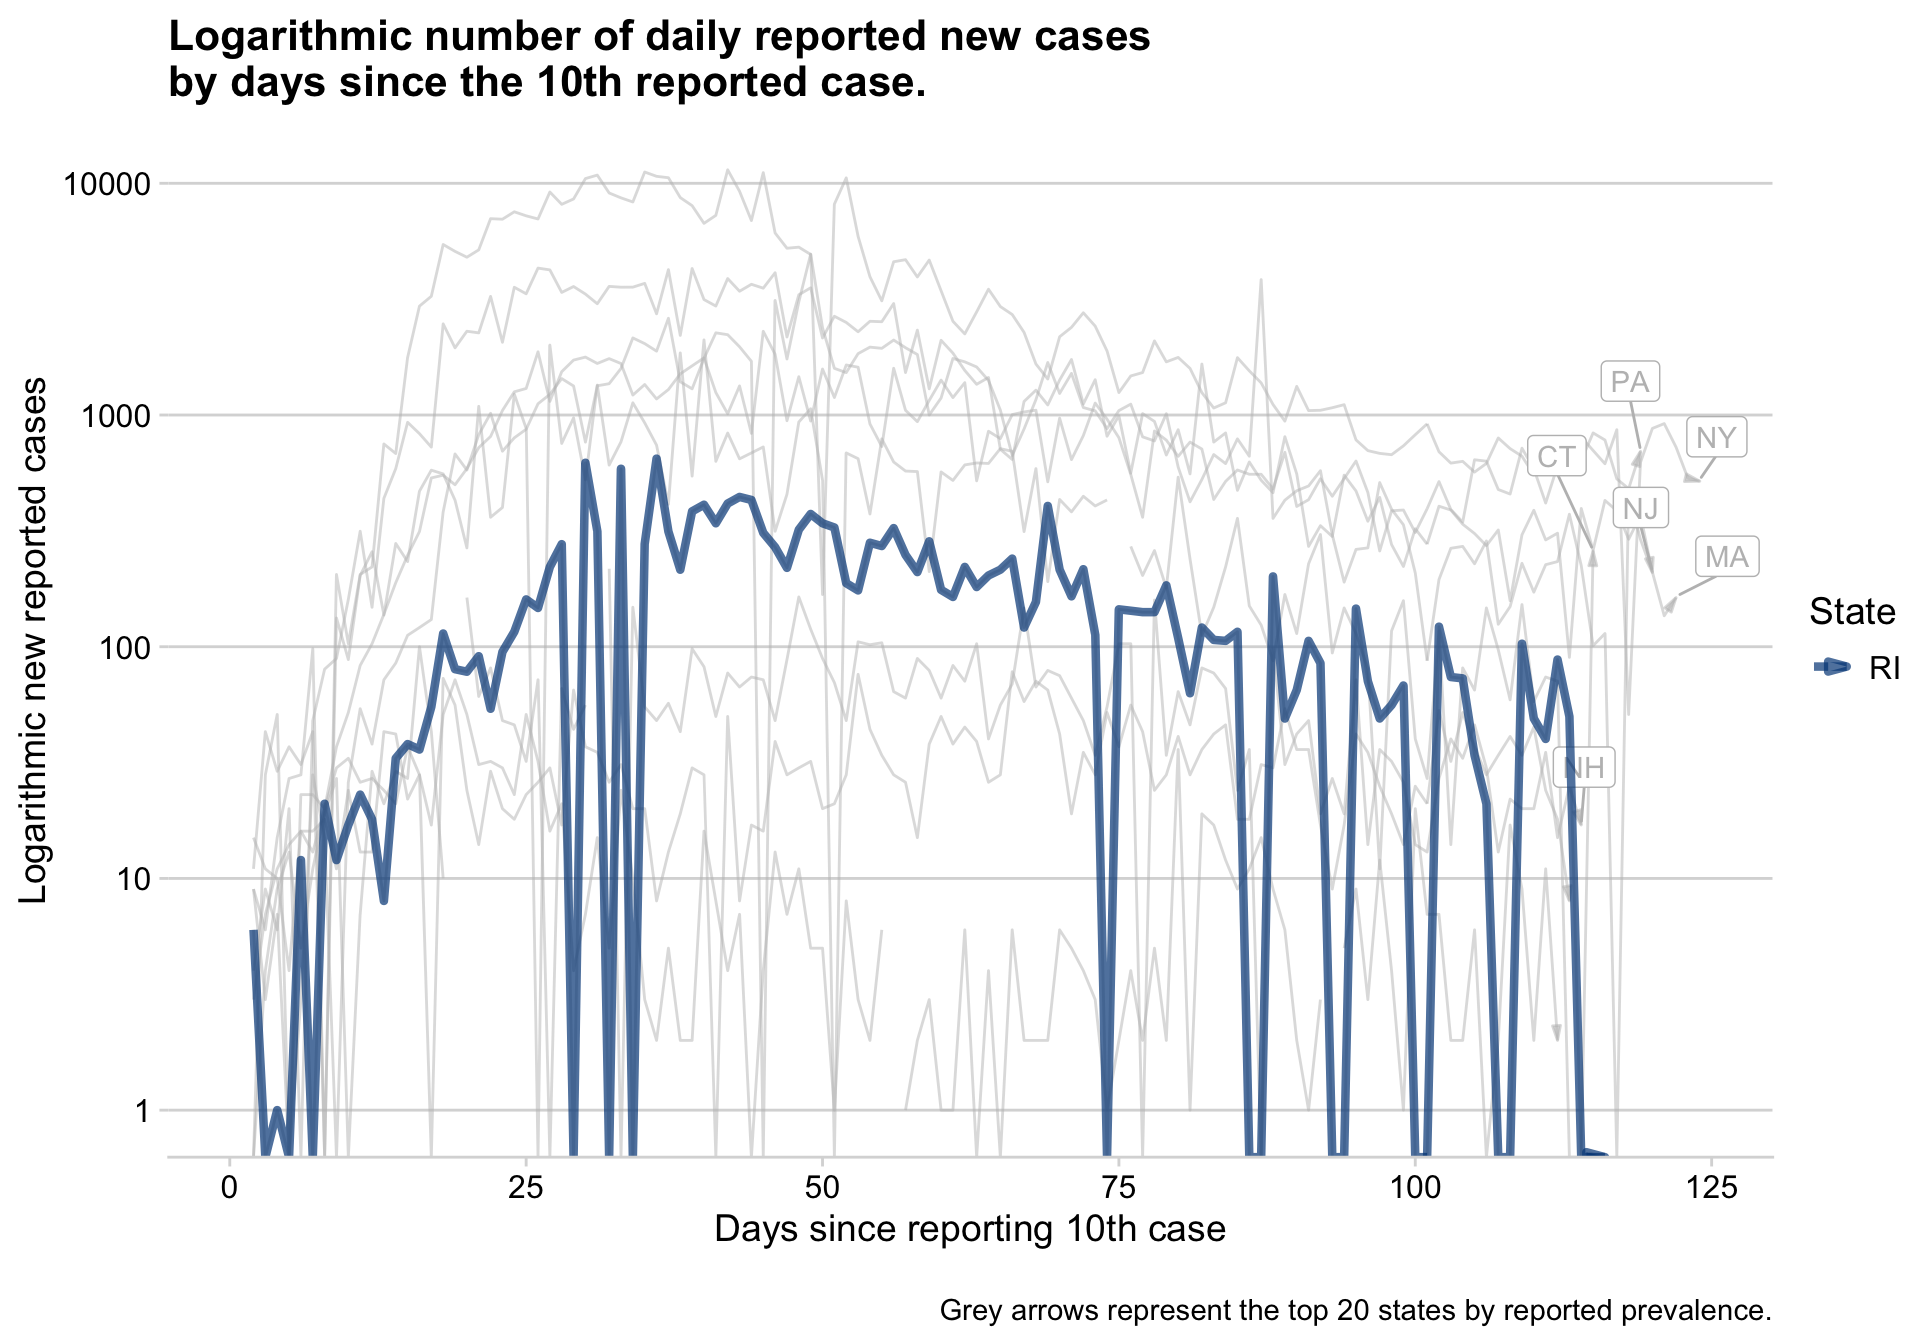 Logarithmic number of daily reported new cases
by days since the 10th reported case.
Logarithmic new reported cases
10000
1000
100
10
1
PA
NY
CT
NJ
MA
NH
State
RI
0
25
50
75
100
125
Days since reporting 10th case
Grey arrows represent the top 20 states by reported prevalence.